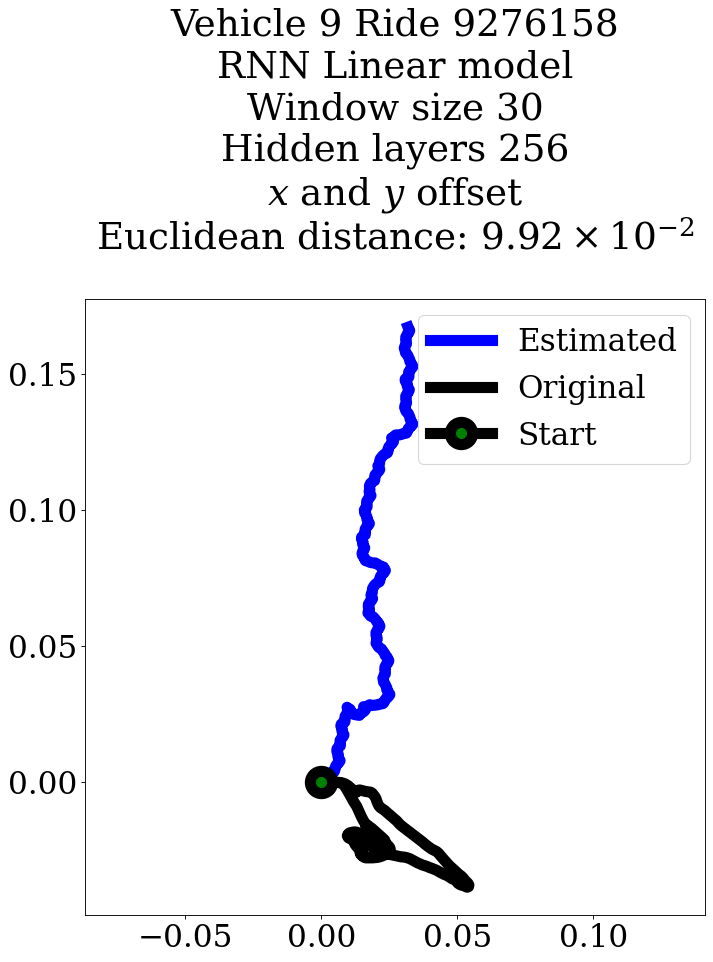 Vehicle 9 Ride 9276158
RNN Linear model
Window size 30
Hidden layers 256
x and y offset
Euclidean distance: 9.92 × 10⁻²
Estimated
Original
Start
0.15
0.10
0.05
0.00
−0.05 0.00 0.05 0.10